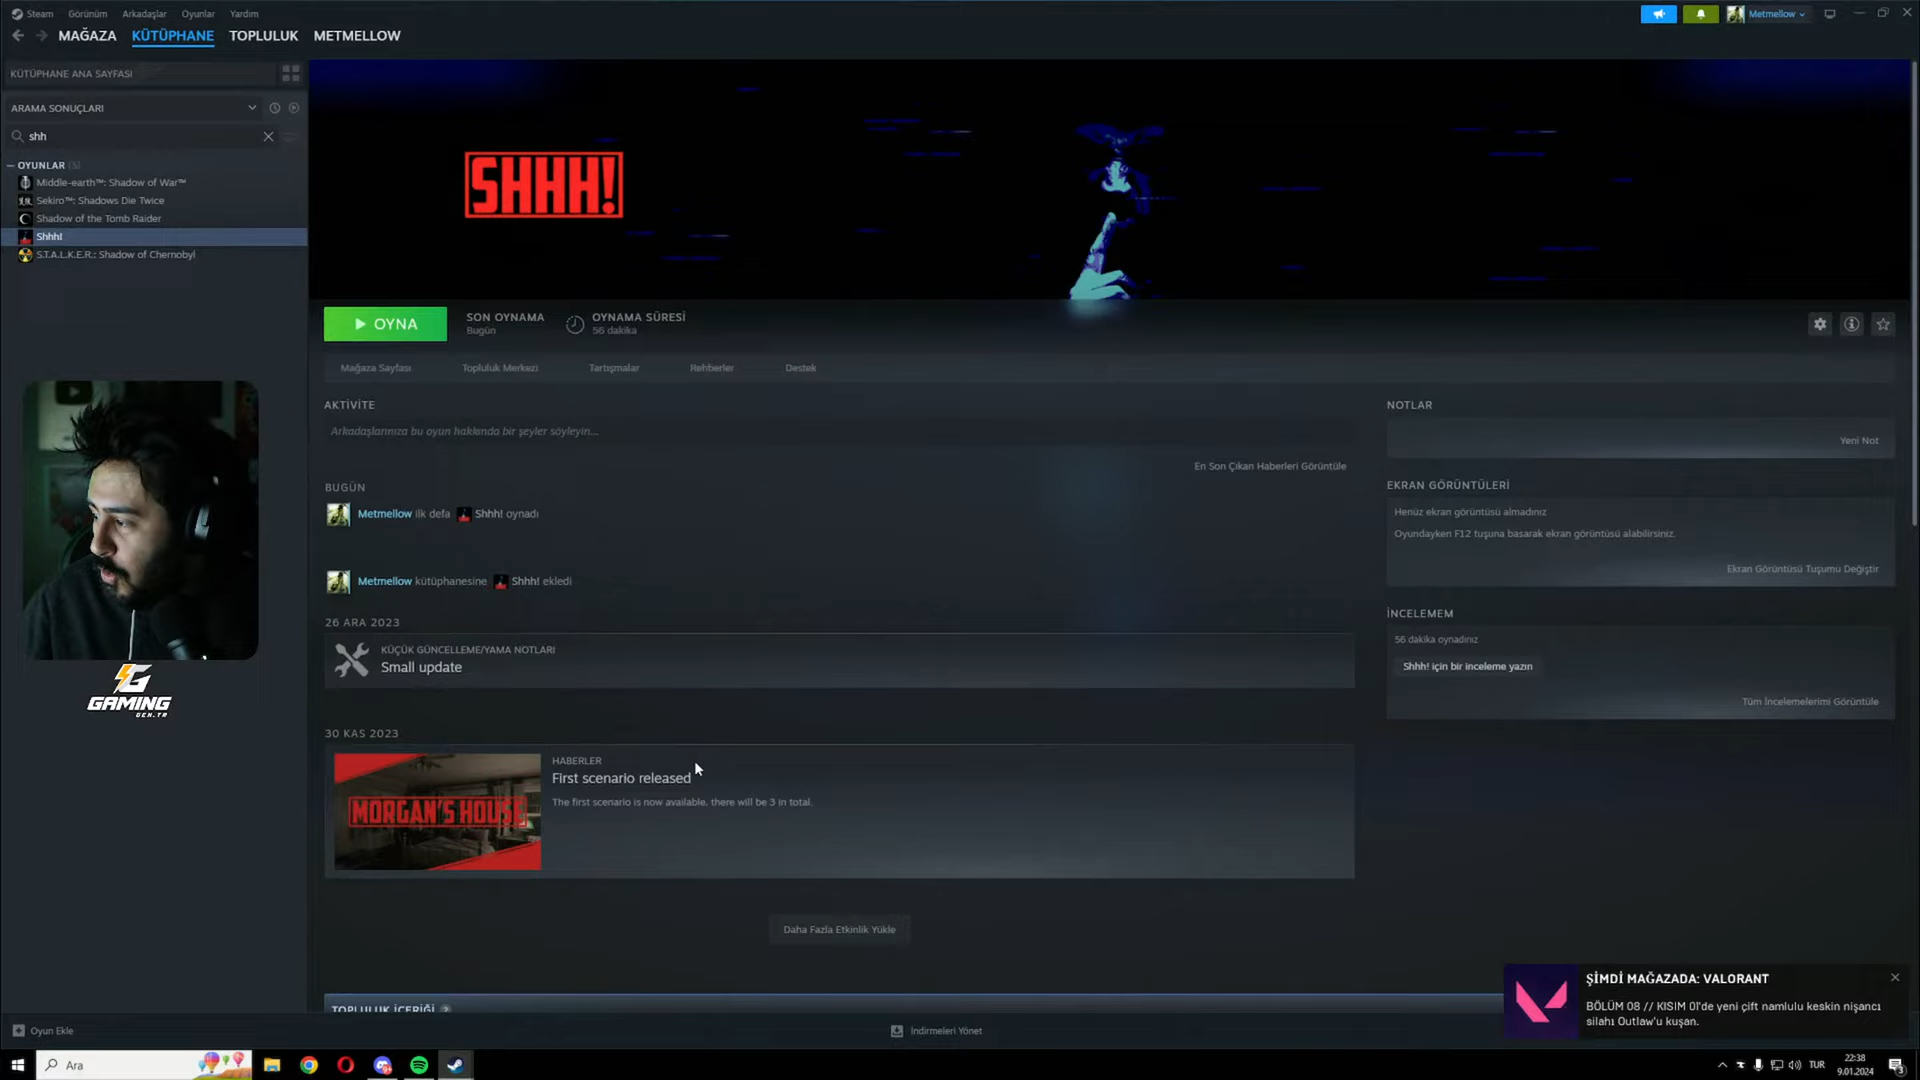 Steam Görünüm Arkadaşlar Oyunlar Yardım
Metmellow
MAĞAZA KÜTÜPHANE TOPLULUK METMELLOW
KÜTÜPHANE ANA SAYFASI
ARAMA SONUÇLARI
shh
OYUNLAR
Middle-earth™: Shadow of War™
Sekiro™: Shadows Die Twice
Shadow of the Tomb Raider
Shhh!
S.T.A.L.K.E.R.: Shadow of Chernobyl
SHHH!
OYNA
SON OYNAMA
Bugün
OYNAMA SÜRESİ
56 dakika
Mağaza Sayfası Topluluk Merkezi Tartışmalar Rehberler Destek
AKTİVİTE
Arkadaşlarınıza bu oyun hakkında bir şeyler söyleyin...
En Son Çıkan Haberleri Görüntüle
BUGÜN
Metmellow ilk defa Shhh! oynadı
Metmellow kütüphanesine Shhh! ekledi
26 ARA 2023
KÜÇÜK GÜNCELLEME/YAMA NOTLARI
Small update
30 KAS 2023
MORGAN'S HOUSE
HABERLER
First scenario released
The first scenario is now available, there will be 3 in total.
Daha Fazla Etkinlik Yükle
TOPLULUK İÇERİĞİ ?
NOTLAR
Yeni Not
EKRAN GÖRÜNTÜLERİ
Henüz ekran görüntüsü almadınız
Oyundayken F12 tuşuna basarak ekran görüntüsü alabilirsiniz.
Ekran Görüntüsü Tuşumu Değiştir
İNCELEMEM
56 dakika oynadınız
Shhh! için bir inceleme yazın
Tüm İncelemelerimi Görüntüle
GAMING
GEN.TR
ŞİMDİ MAĞAZADA: VALORANT
BÖLÜM 08 // KISIM 01'de yeni çift namlulu keskin nişancı
silahı Outlaw'u kuşan.
Oyun Ekle
İndirmeleri Yönet
Ara
TUR
22:38
9.01.2024